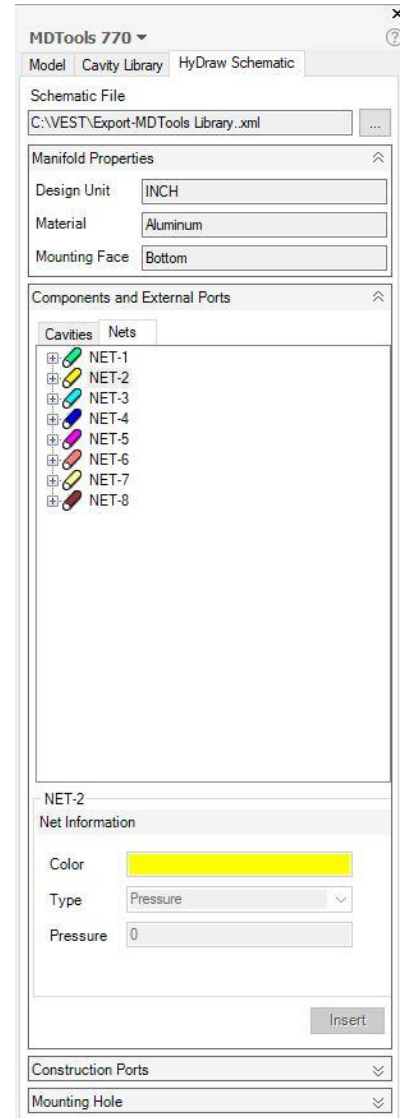 MDTools 770
Model Cavity Library HyDraw Schematic
Schematic File
C:\VEST\Export-MDTools Library..xml ...
Manifold Properties
Design Unit INCH
Material Aluminum
Mounting Face Bottom
Components and External Ports
Cavities Nets
NET-1
NET-2
NET-3
NET-4
NET-5
NET-6
NET-7
NET-8
NET-2
Net Information
Color
Type Pressure
Pressure 0
Insert
Construction Ports
Mounting Hole